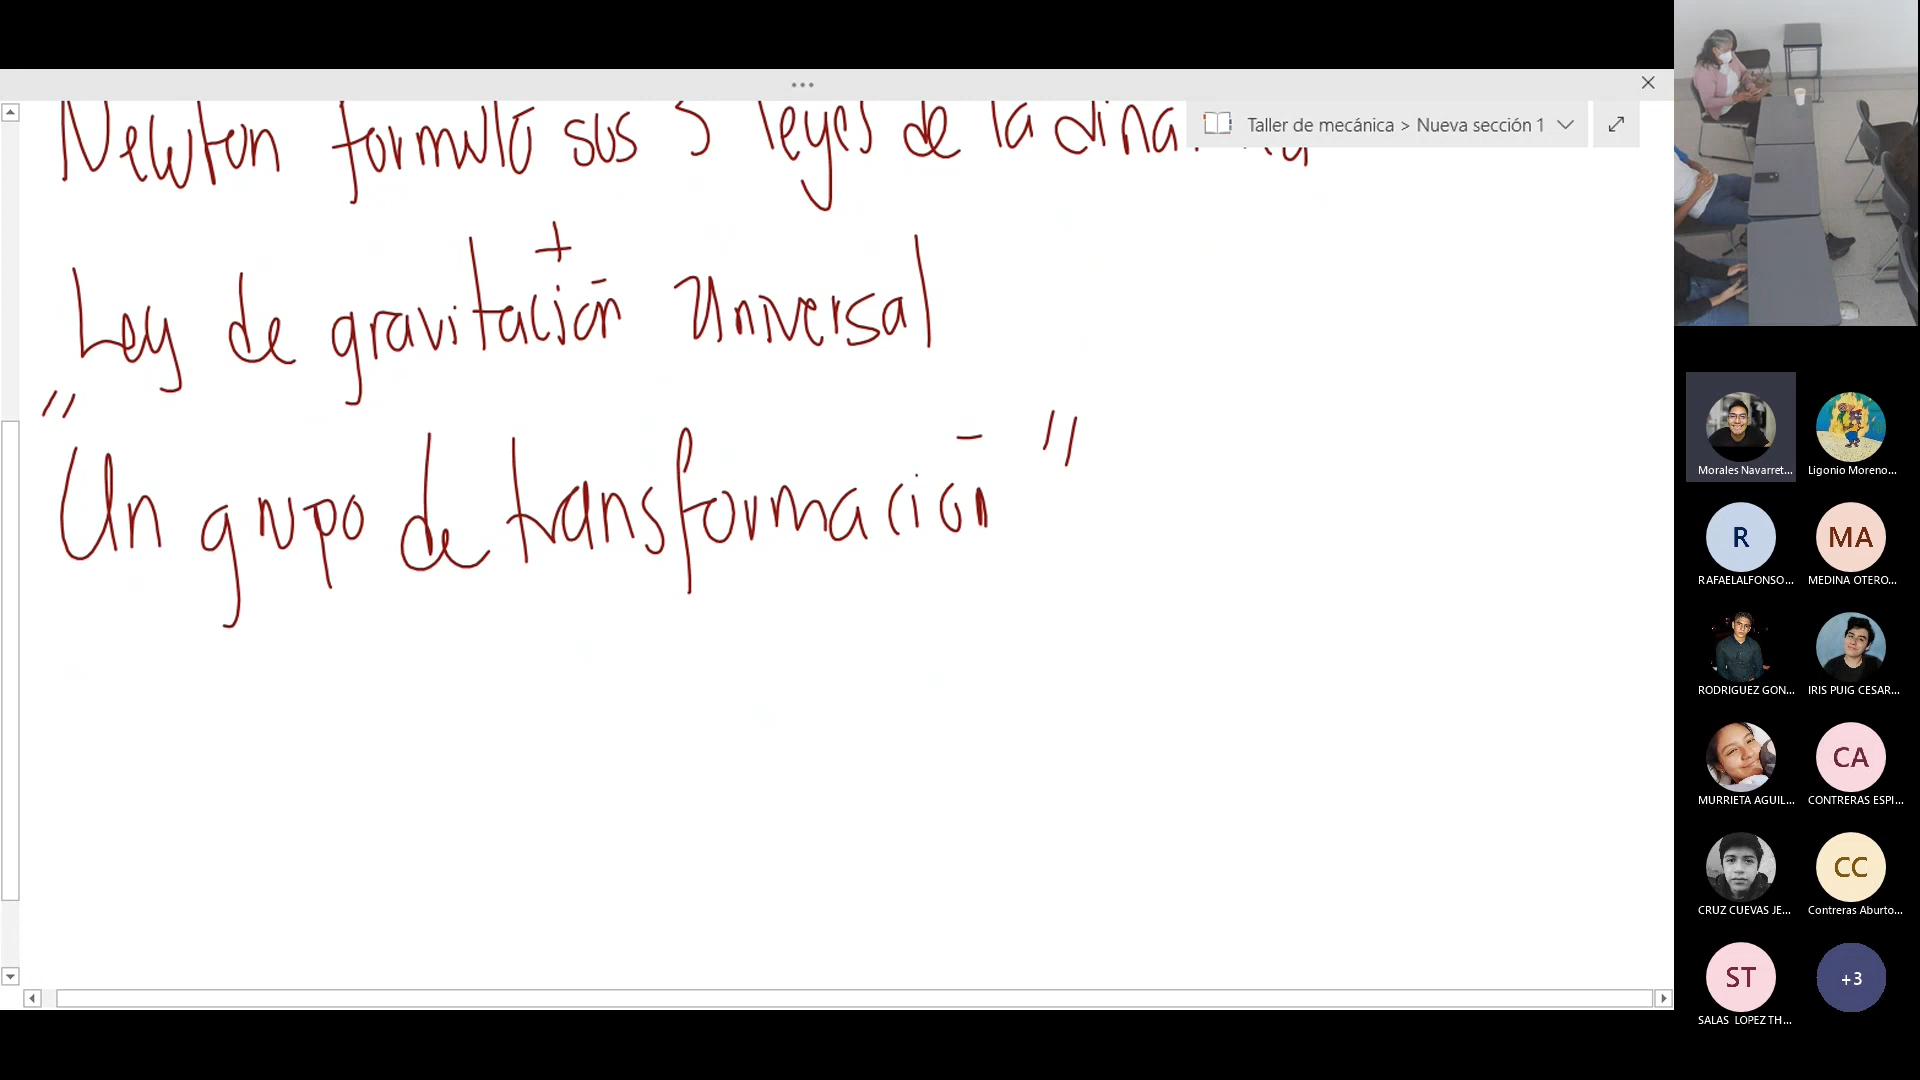 Newton formuló sus 3 leyes de la diná
Taller de mecánica > Nueva sección 1
+
Ley de gravitación Universal
"Un grupo de transformación"
Morales Navarret...
Ligonio Moreno...
R
RAFAELALFONSO...
MA
MEDINA OTERO...
RODRIGUEZ GON...
IRIS PUIG CESAR...
MURRIETA AGUIL...
CA
CONTRERAS ESPI...
CRUZ CUEVAS JE...
CC
Contreras Aburto...
ST
SALAS LOPEZ TH...
+3